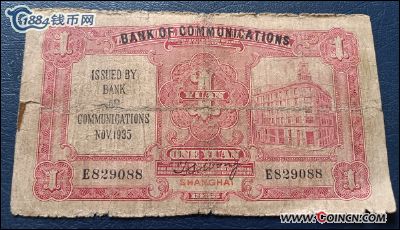 1884钱币网
BANK OF COMMUNICATIONS
1
1
ISSUED BY
BANK
OF
COMMUNICATIONS
NOV.1935
1
YUAN
ONE YUAN
E829088
E829088
SHANGHAI
1
1
www.COINCN.com